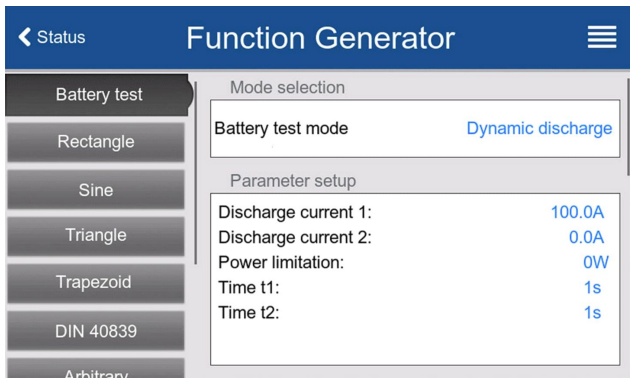 Status
Function Generator
Battery test
Rectangle
Sine
Triangle
Trapezoid
DIN 40839
Arbitrary
Mode selection
Battery test mode Dynamic discharge
Parameter setup
Discharge current 1: 100.0A
Discharge current 2: 0.0A
Power limitation: 0W
Time t1: 1s
Time t2: 1s